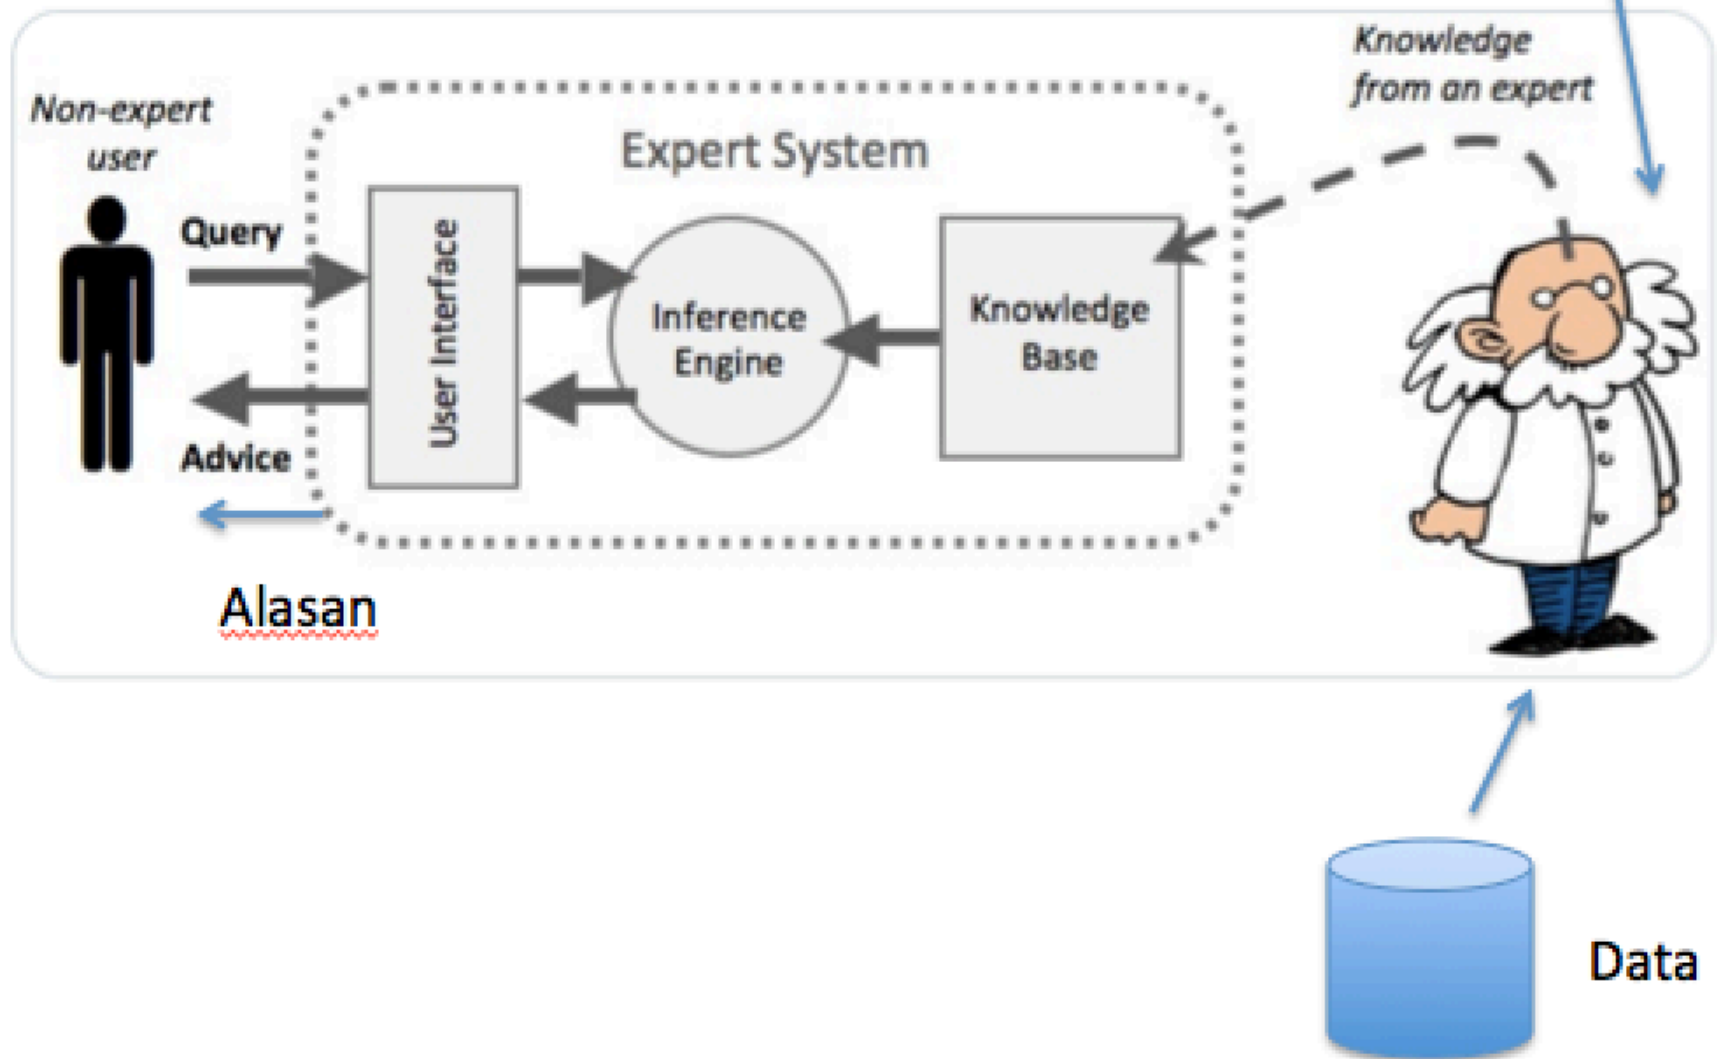 Knowledge
from an expert
Non-expert
user
Expert System
Query
User Interface
Inference
Engine
Knowledge
Base
Advice
Alasan
Data